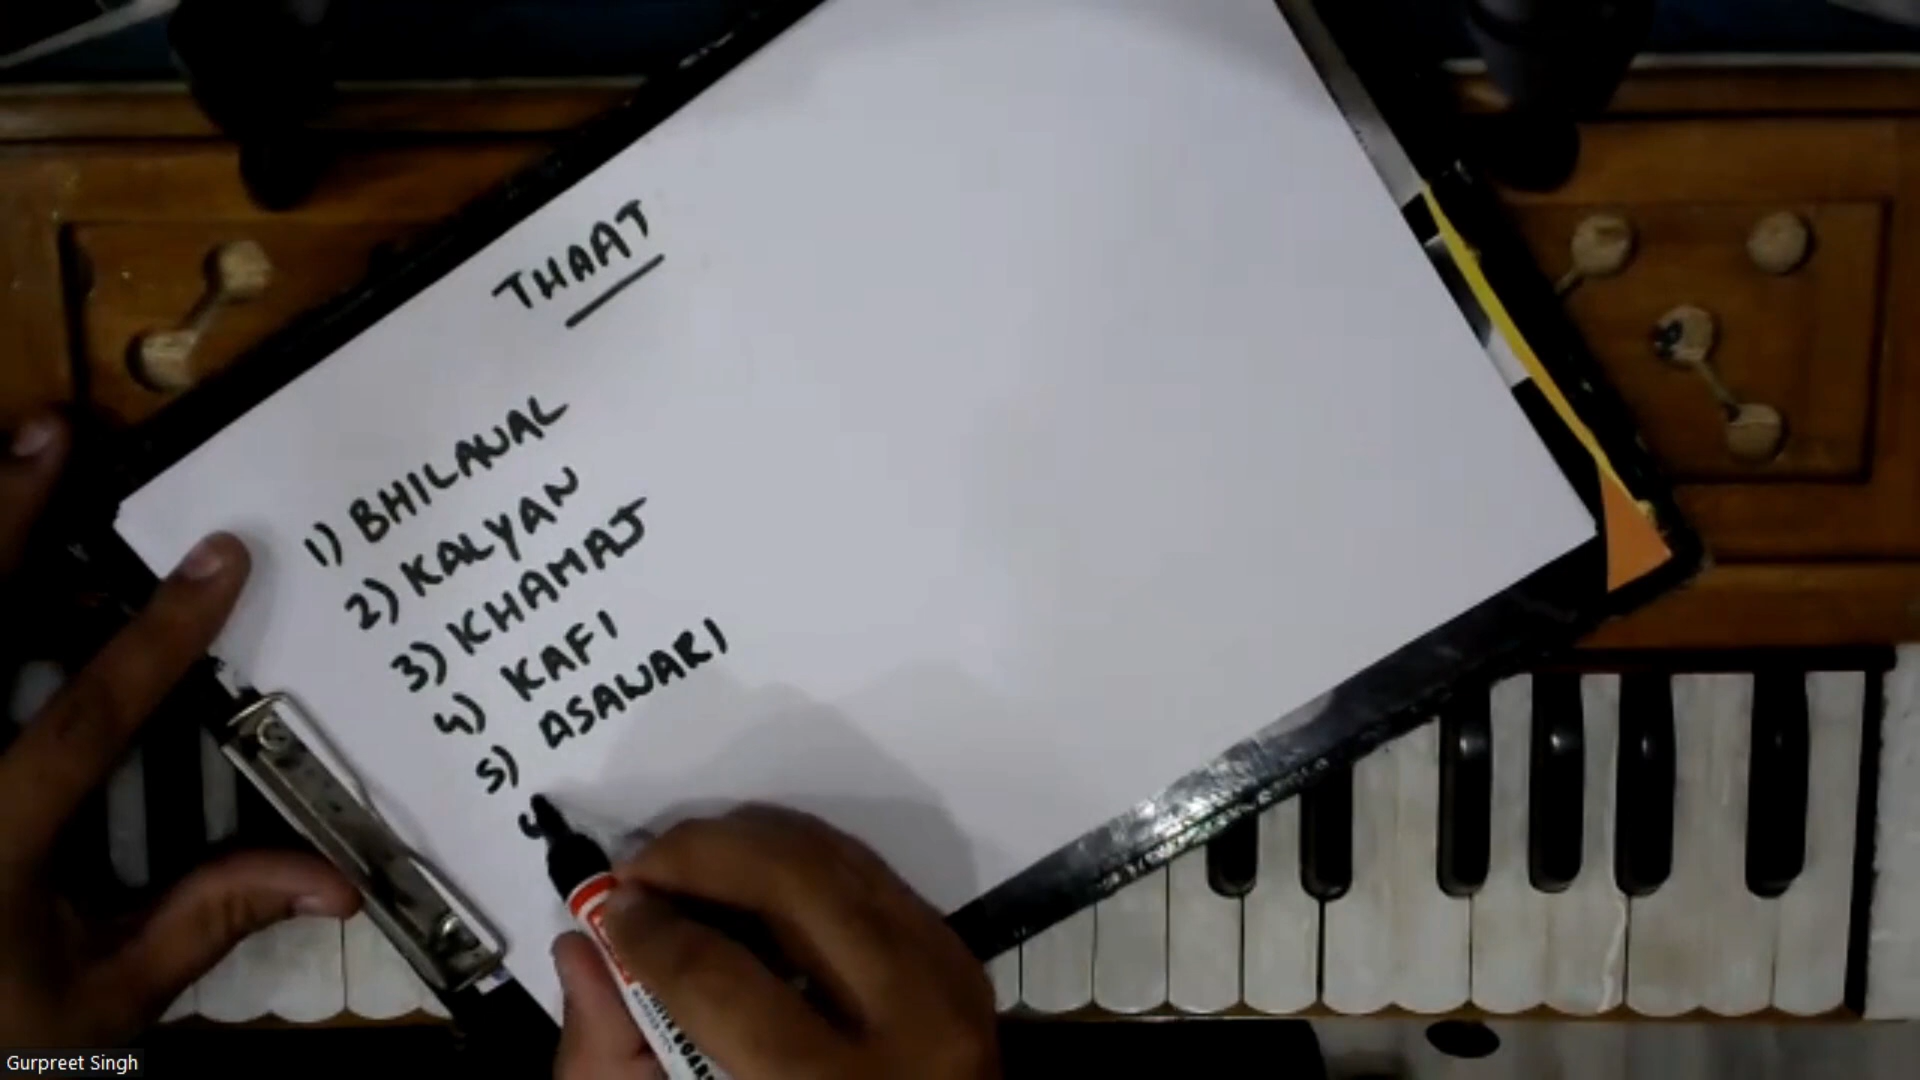 THAAT
1) BHILAWAL
2) KALYAN
3) KHAMAJ
4) KAFI
5) ASAWARI
Gurpreet Singh